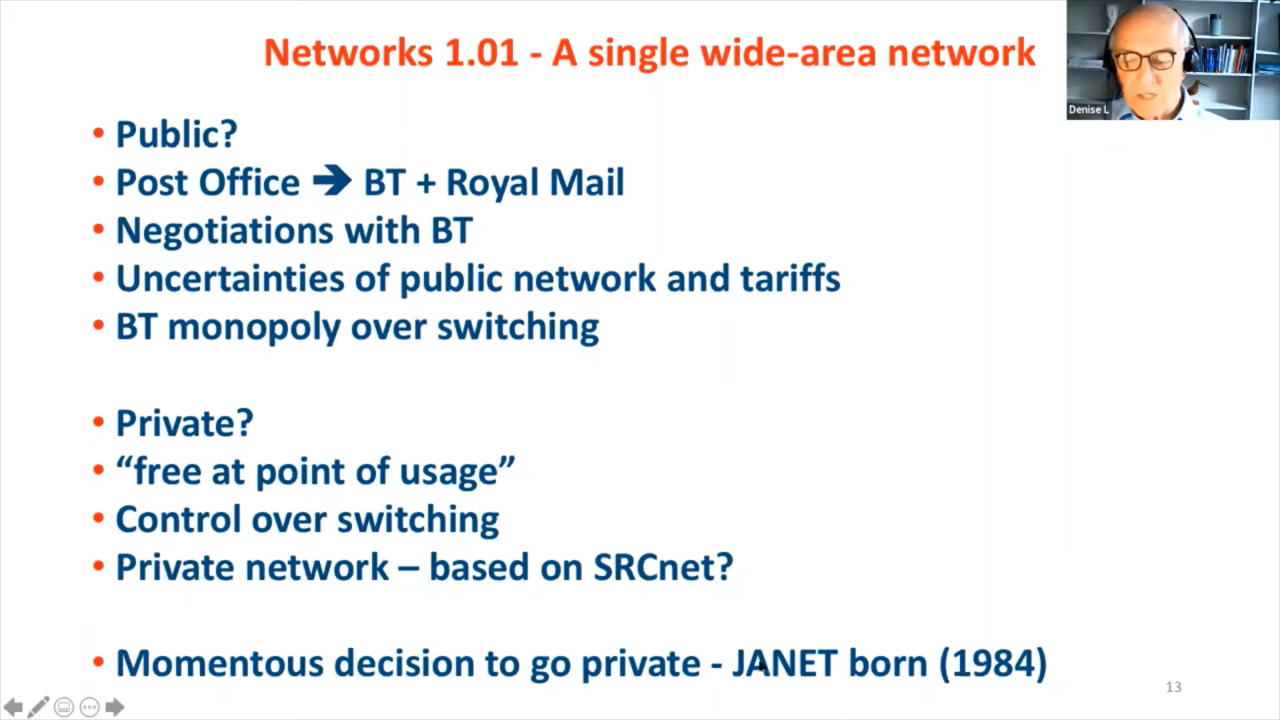 Networks 1.01 - A single wide-area network
Denise L
• Public?
• Post Office ➔ BT + Royal Mail
• Negotiations with BT
• Uncertainties of public network and tariffs
• BT monopoly over switching
• Private?
• “free at point of usage”
• Control over switching
• Private network – based on SRCnet?
• Momentous decision to go private - JANET born (1984)
13